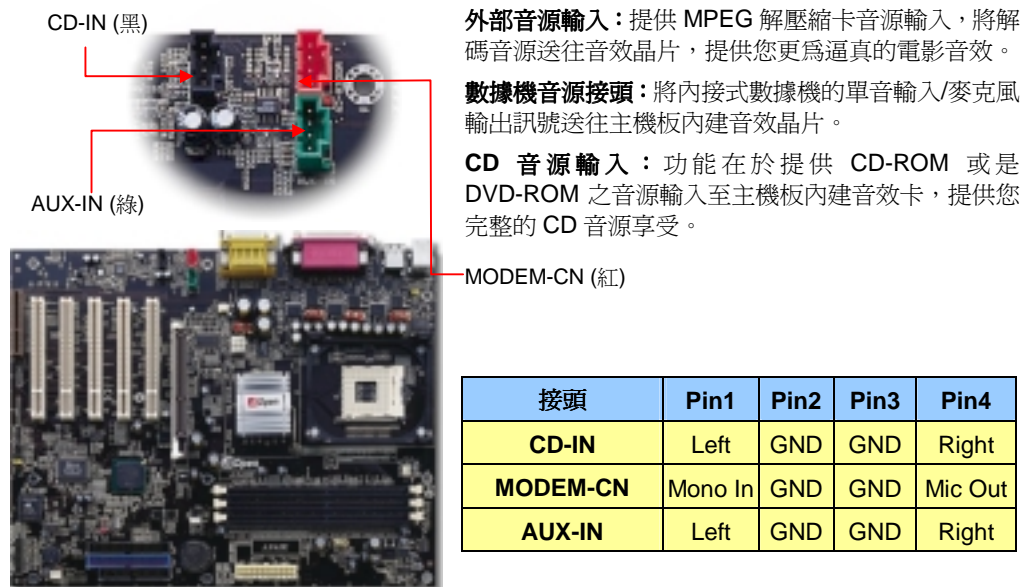 CD-IN (黑)
外部音源輸入：提供 MPEG 解壓縮卡音源輸入，將解
碼音源送往音效晶片，提供您更爲逼真的電影音效。
數據機音源接頭：將內接式數據機的單音輸入/麥克風
輸出訊號送往主機板內建音效晶片。
CD 音源輸入：功能在於提供 CD-ROM 或是
DVD-ROM 之音源輸入至主機板內建音效卡，提供您
完整的 CD 音源享受。
AUX-IN (綠)
MODEM-CN (紅)
接頭 Pin1 Pin2 Pin3 Pin4
CD-IN Left GND GND Right
MODEM-CN Mono In GND GND Mic Out
AUX-IN Left GND GND Right
AOpen